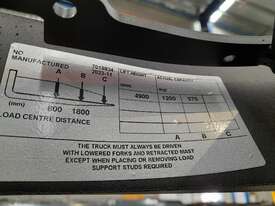 NO 7019834
MANUFACTURED 2023-11
LIFT HEIGHT ACTUAL CAPACITY
A B C
4900 1200 575
(mm) 600 1800
LOAD CENTRE DISTANCE
A B C
THE TRUCK MUST ALWAYS BE DRIVEN
WITH LOWERED FORKS AND RETRACTED MAST
EXCEPT WHEN PLACING OR REMOVING LOAD
SUPPORT STUDS REQUIRED